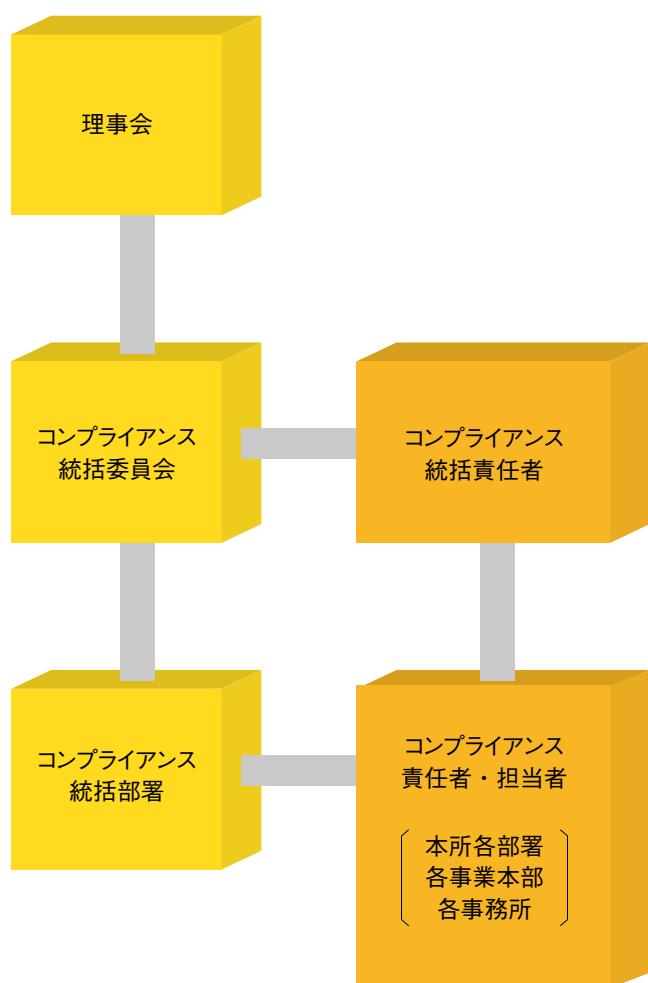 理事会
コンプライアンス
統括委員会
コンプライアンス
統括責任者
コンプライアンス
統括部署
コンプライアンス
責任者・担当者
本所各部署
各事業本部
各事務所